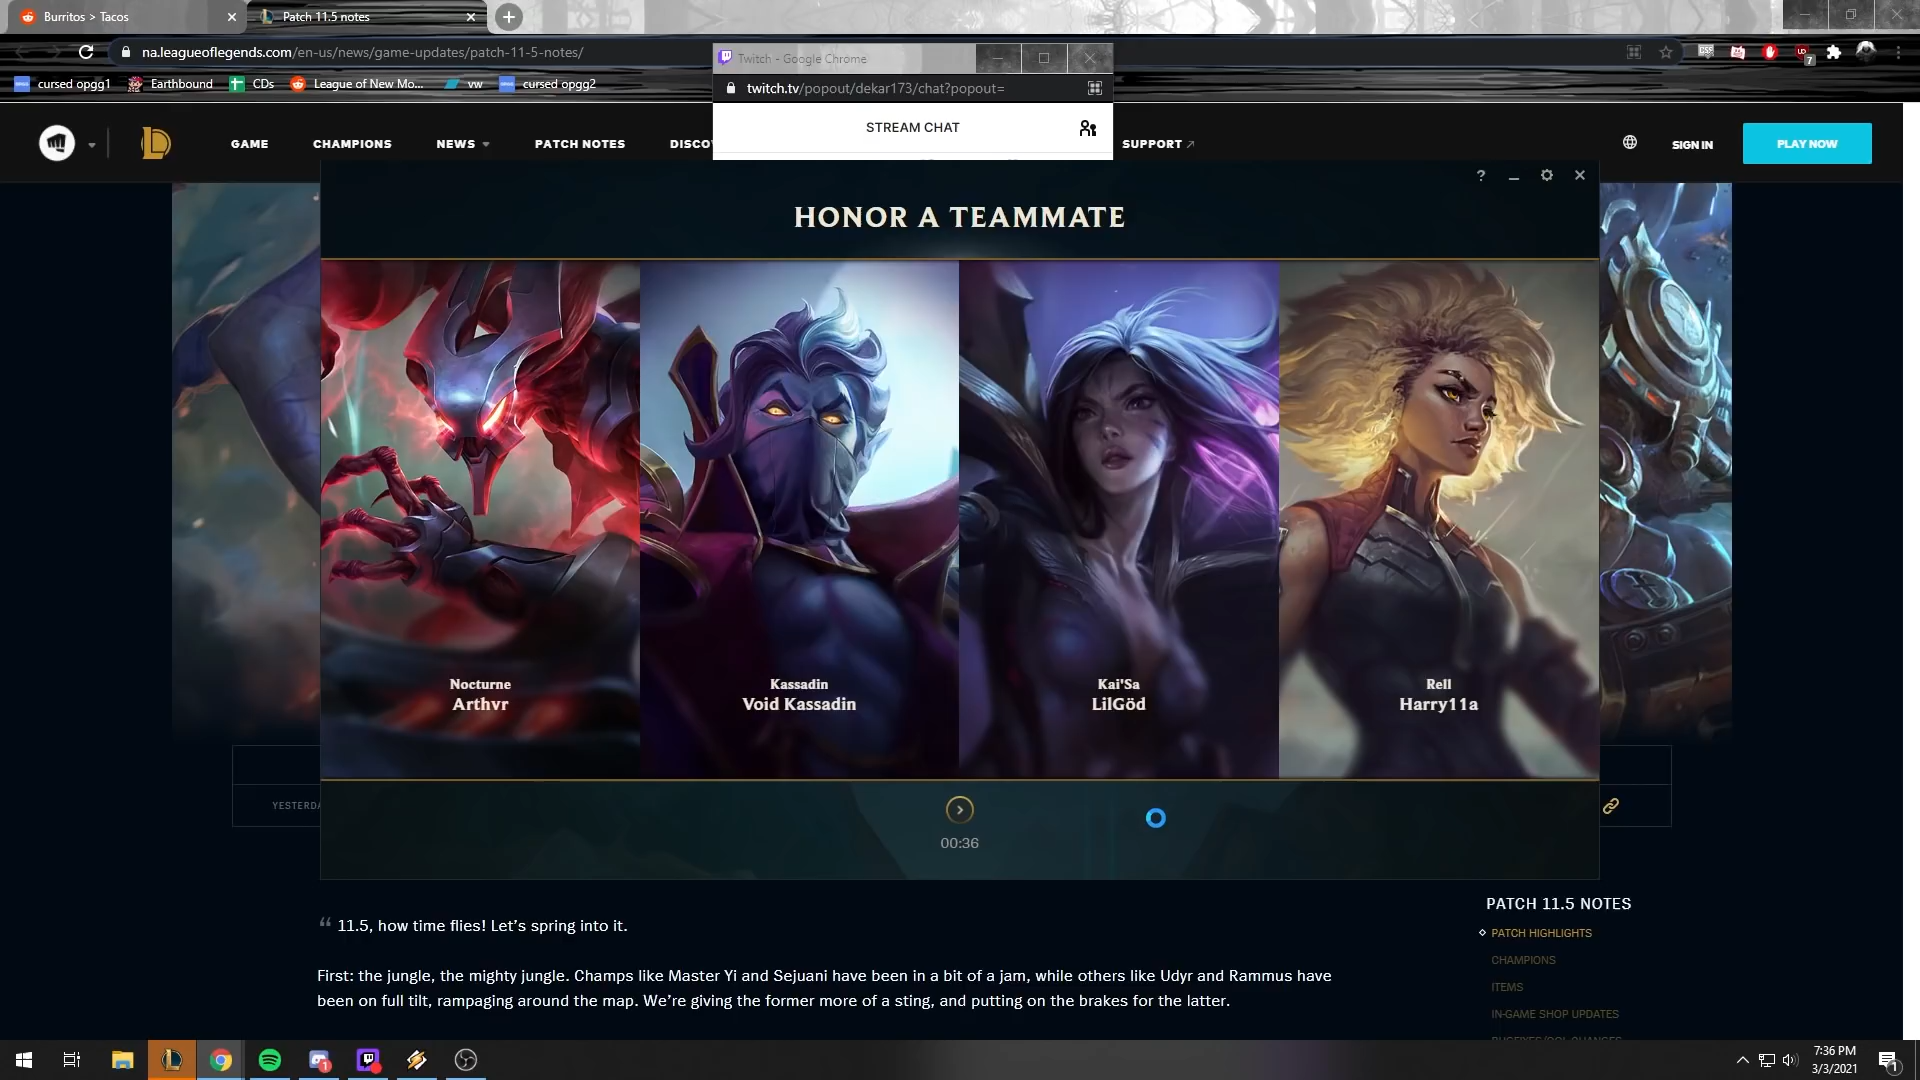 Burritos > Tacos
Patch 11.5 notes
na.leagueoflegends.com/en-us/news/game-updates/patch-11-5-notes/
7
cursed opgg1
Earthbound
CDs
League of New Mo...
vw
cursed opgg2
Twitch - Google Chrome
twitch.tv/popout/dekar173/chat?popout=
STREAM CHAT
GAME
CHAMPIONS
NEWS
PATCH NOTES
DISCO
SUPPORT
SIGN IN
PLAY NOW
?
HONOR A TEAMMATE
Nocturne
Arthvr
Kassadin
Void Kassadin
Kai'Sa
LilGöd
Rell
Harry11a
YESTERDA
00:36
“ 11.5, how time flies! Let’s spring into it.
First: the jungle, the mighty jungle. Champs like Master Yi and Sejuani have been in a bit of a jam, while others like Udyr and Rammus have
been on full tilt, rampaging around the map. We’re giving the former more of a sting, and putting on the brakes for the latter.
PATCH 11.5 NOTES
PATCH HIGHLIGHTS
CHAMPIONS
ITEMS
IN-GAME SHOP UPDATES
1
7:36 PM
3/3/2021
1